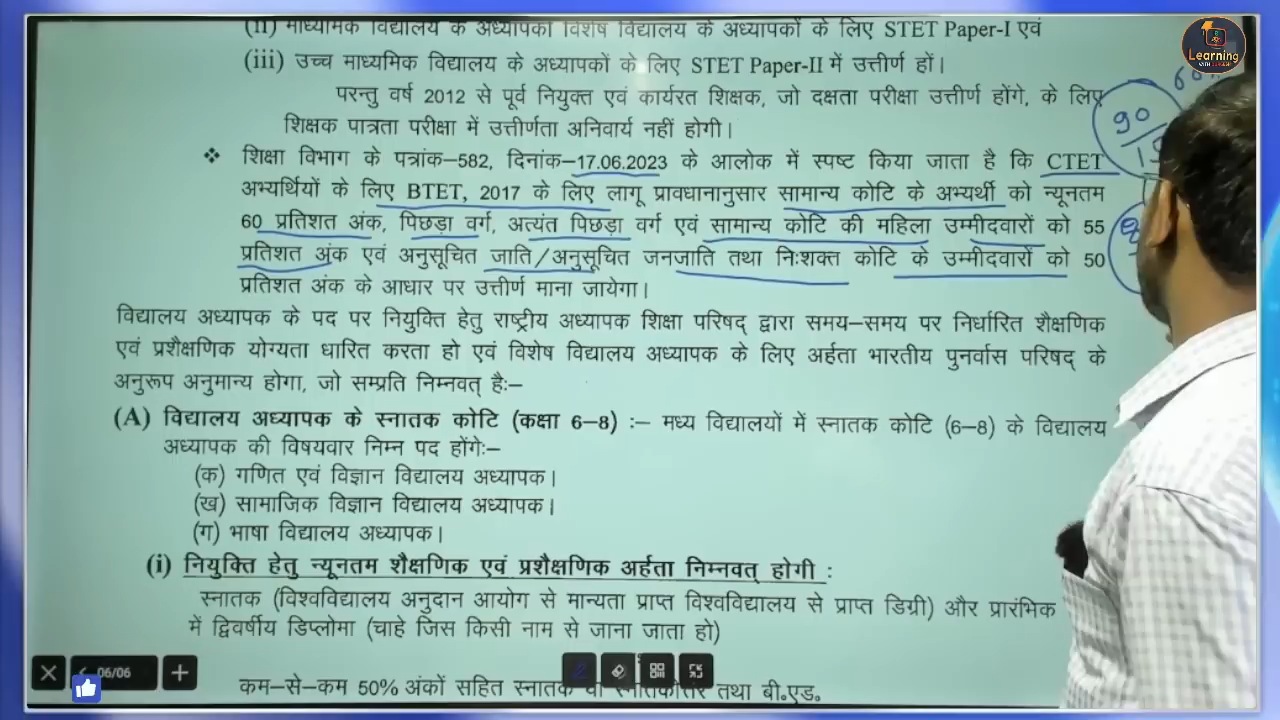 (ii) माध्यमिक विद्यालय के अध्यापकों विशेष विद्यालय के अध्यापकों के लिए STET Paper-I एवं
(iii) उच्च माध्यमिक विद्यालय के अध्यापकों के लिए STET Paper-II में उत्तीर्ण हों।
परन्तु वर्ष 2012 से पूर्व नियुक्त एवं कार्यरत शिक्षक, जो दक्षता परीक्षा उत्तीर्ण होंगे, के लिए
शिक्षक पात्रता परीक्षा में उत्तीर्णता अनिवार्य नहीं होगी।
❖ शिक्षा विभाग के पत्रांक–582, दिनांक–17.06.2023 के आलोक में स्पष्ट किया जाता है कि CTET
अभ्यर्थियों के लिए BTET, 2017 के लिए लागू प्रावधानानुसार सामान्य कोटि के अभ्यर्थी को न्यूनतम
60 प्रतिशत अंक, पिछड़ा वर्ग, अत्यंत पिछड़ा वर्ग एवं सामान्य कोटि की महिला उम्मीदवारों को 55
प्रतिशत अंक एवं अनुसूचित जाति/अनुसूचित जनजाति तथा निःशक्त कोटि के उम्मीदवारों को 50
प्रतिशत अंक के आधार पर उत्तीर्ण माना जायेगा।
विद्यालय अध्यापक के पद पर नियुक्ति हेतु राष्ट्रीय अध्यापक शिक्षा परिषद् द्वारा समय–समय पर निर्धारित शैक्षणिक
एवं प्रशैक्षणिक योग्यता धारित करता हो एवं विशेष विद्यालय अध्यापक के लिए अर्हता भारतीय पुनर्वास परिषद् के
अनुरूप अनुमान्य होगा, जो सम्प्रति निम्नवत् हैः–
(A) विद्यालय अध्यापक के स्नातक कोटि (कक्षा 6–8) :– मध्य विद्यालयों में स्नातक कोटि (6–8) के विद्यालय
अध्यापक की विषयवार निम्न पद होंगेः–
(क) गणित एवं विज्ञान विद्यालय अध्यापक।
(ख) सामाजिक विज्ञान विद्यालय अध्यापक।
(ग) भाषा विद्यालय अध्यापक।
(i) नियुक्ति हेतु न्यूनतम शैक्षणिक एवं प्रशैक्षणिक अर्हता निम्नवत् होगी :
स्नातक (विश्वविद्यालय अनुदान आयोग से मान्यता प्राप्त विश्वविद्यालय से प्राप्त डिग्री) और प्रारंभिक
में द्विवर्षीय डिप्लोमा (चाहे जिस किसी नाम से जाना जाता हो)
कम–से–कम 50% अंकों सहित स्नातक तथा बी॰एड॰
06/06
90
Learning